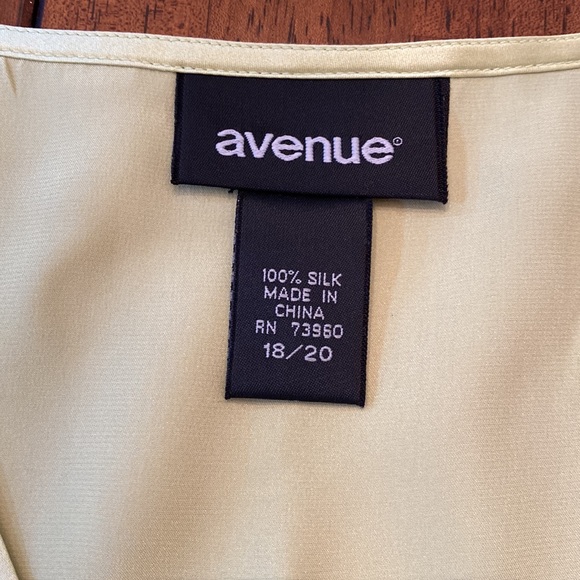 avenue
100% SILK
MADE IN
CHINA
RN 73960
18/20